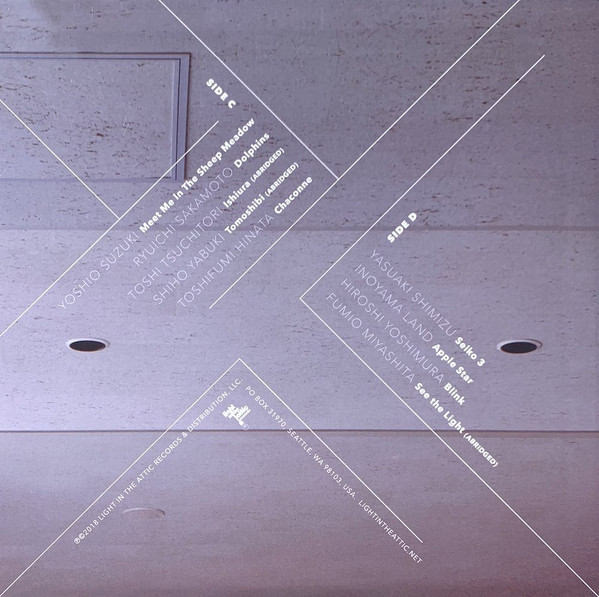 SIDE C
YOSHIO SUZUKI Meet Me In The Sheep Meadow
RYUICHI SAKAMOTO Dolphins
TOSHI TSUCHITORI Ishiura (ABRIDGED)
SHIHO YABUKI Tomoshibi (ABRIDGED)
TOSHIFUMI HINATA Chaconne
SIDE D
YASUAKI SHIMIZU Seiko 3
INOYAMA LAND Apple Star
HIROSHI YOSHIMURA Blink
FUMIO MIYASHITA See the Light (ABRIDGED)
℗©2018 LIGHT IN THE ATTIC RECORDS & DISTRIBUTION, LLC
PO BOX 31970, SEATTLE, WA 98103, USA. LIGHTINTHEATTIC.NET